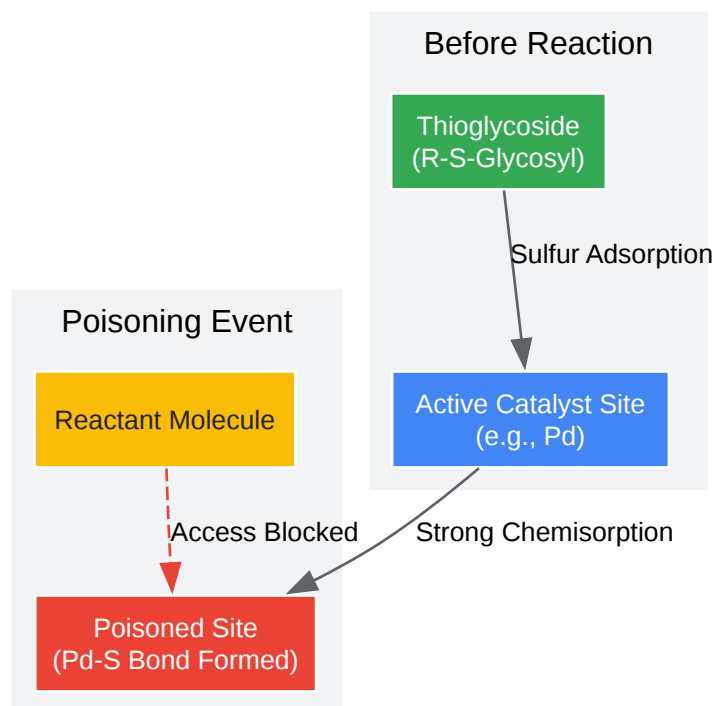 Before Reaction
Thioglycoside
(R-S-Glycosyl)
Sulfur Adsorption
Poisoning Event
Reactant Molecule
Active Catalyst Site
(e.g., Pd)
Access Blocked
Strong Chemisorption
Poisoned Site
(Pd-S Bond Formed)